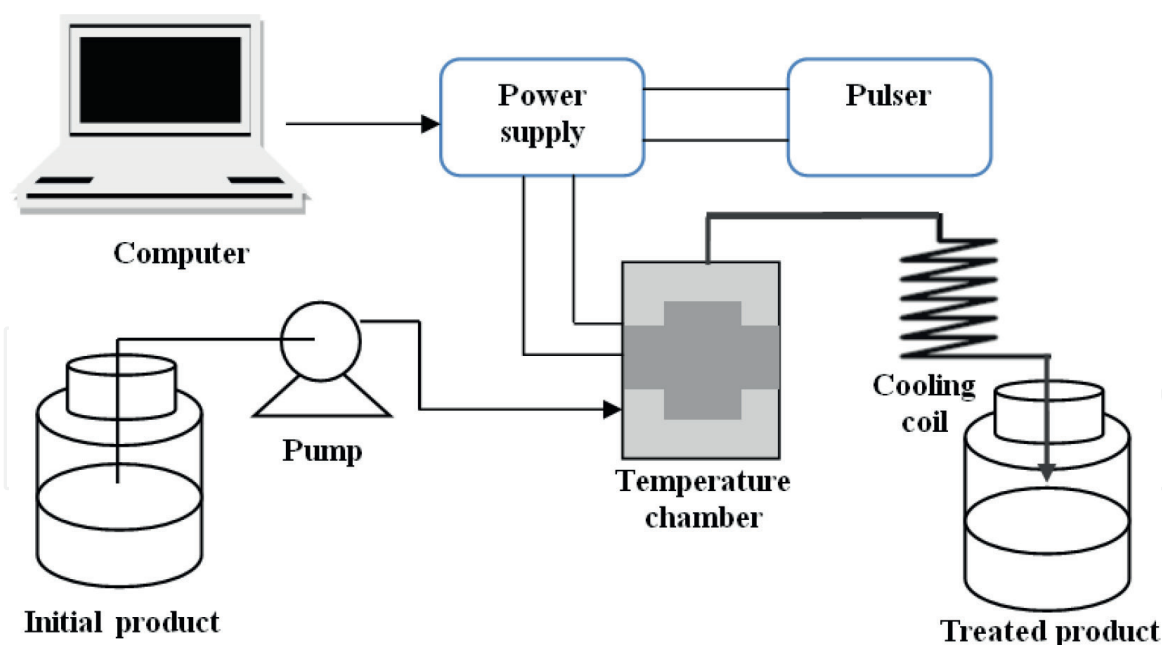 Power
supply
Pulser
Computer
Pump
Cooling
coil
Temperature
chamber
Initial product
Treated product